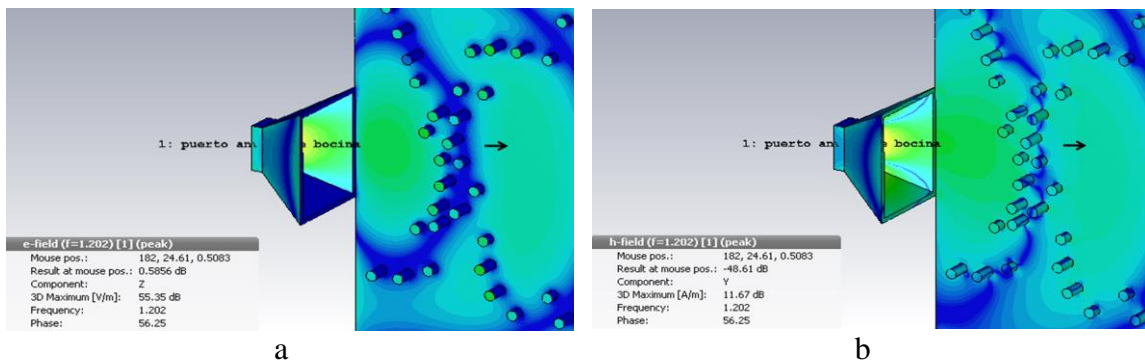 1: puerto an e bocina
e-field (f=1.202) [1] (peak)
Mouse pos.: 182, 24.61, 0.5083
Result at mouse pos.: 0.5856 dB
Component: Z
3D Maximum [V/m]: 55.35 dB
Frequency: 1.202
Phase: 56.25
a
1: puerto an e bocina
h-field (f=1.202) [1] (peak)
Mouse pos.: 182, 24.61, 0.5083
Result at mouse pos.: -48.61 dB
Component: Y
3D Maximum [A/m]: 11.67 dB
Frequency: 1.202
Phase: 56.25
b